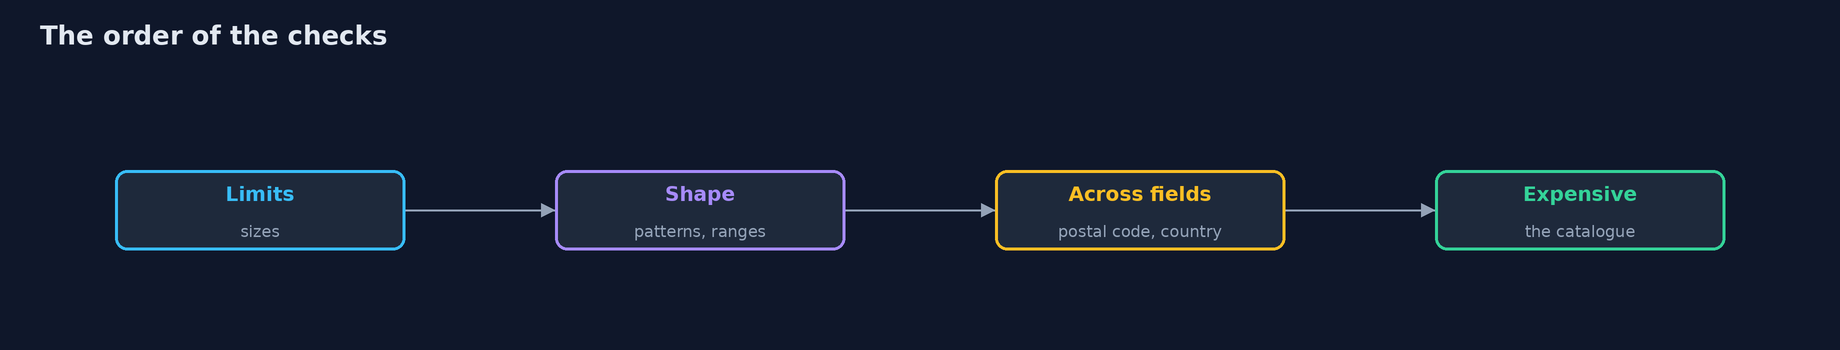 The order of the checks
Limits
sizes
Shape
patterns, ranges
Across fields
postal code, country
Expensive
the catalogue